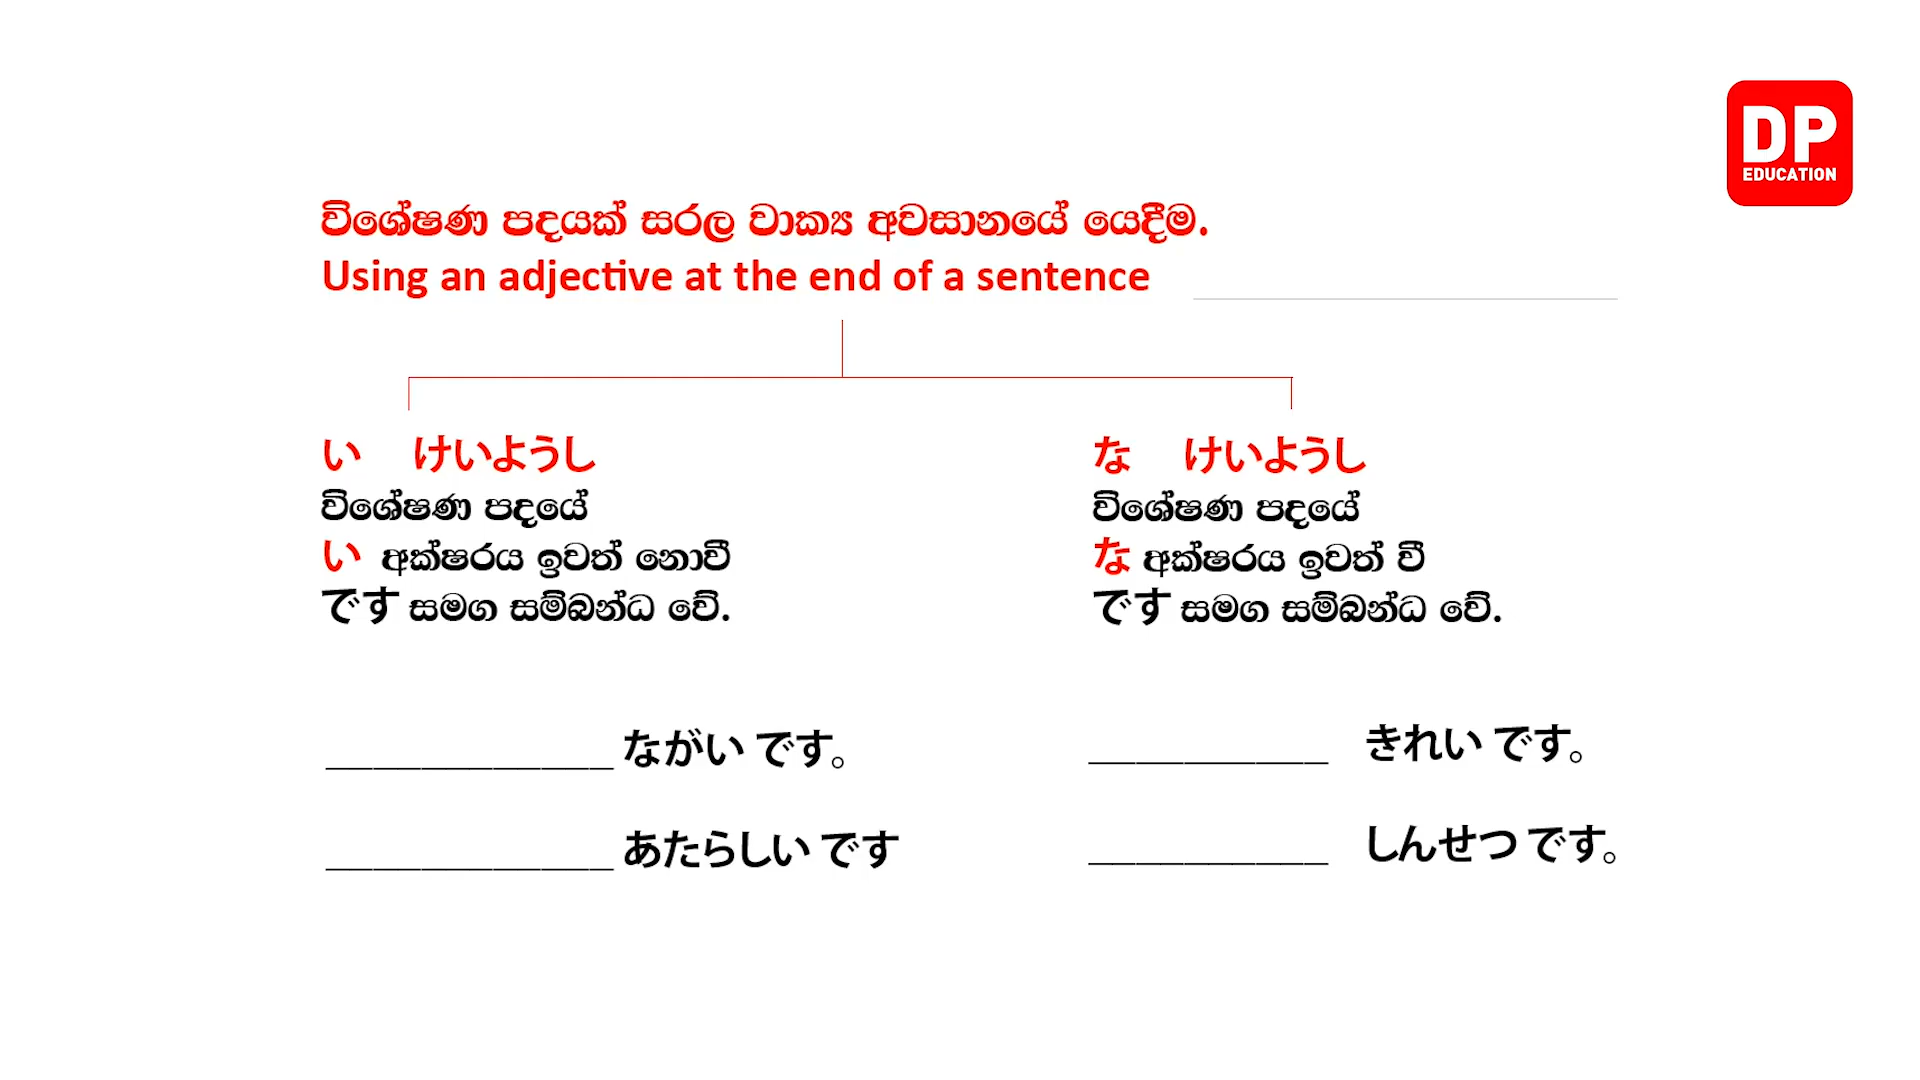 DP
EDUCATION
විශේෂණ පදයක් සරල වාක්‍ය අවසානයේ යෙදීම.
Using an adjective at the end of a sentence
い けいようし
විශේෂණ පදයේ
い අක්ෂරය ඉවත් නොවී
です සමග සම්බන්ධ වේ.
____________ ながい です。
____________ あたらしい です
な けいようし
විශේෂණ පදයේ
な අක්ෂරය ඉවත් වී
です සමග සම්බන්ධ වේ.
__________ きれい です。
__________ しんせつ です。